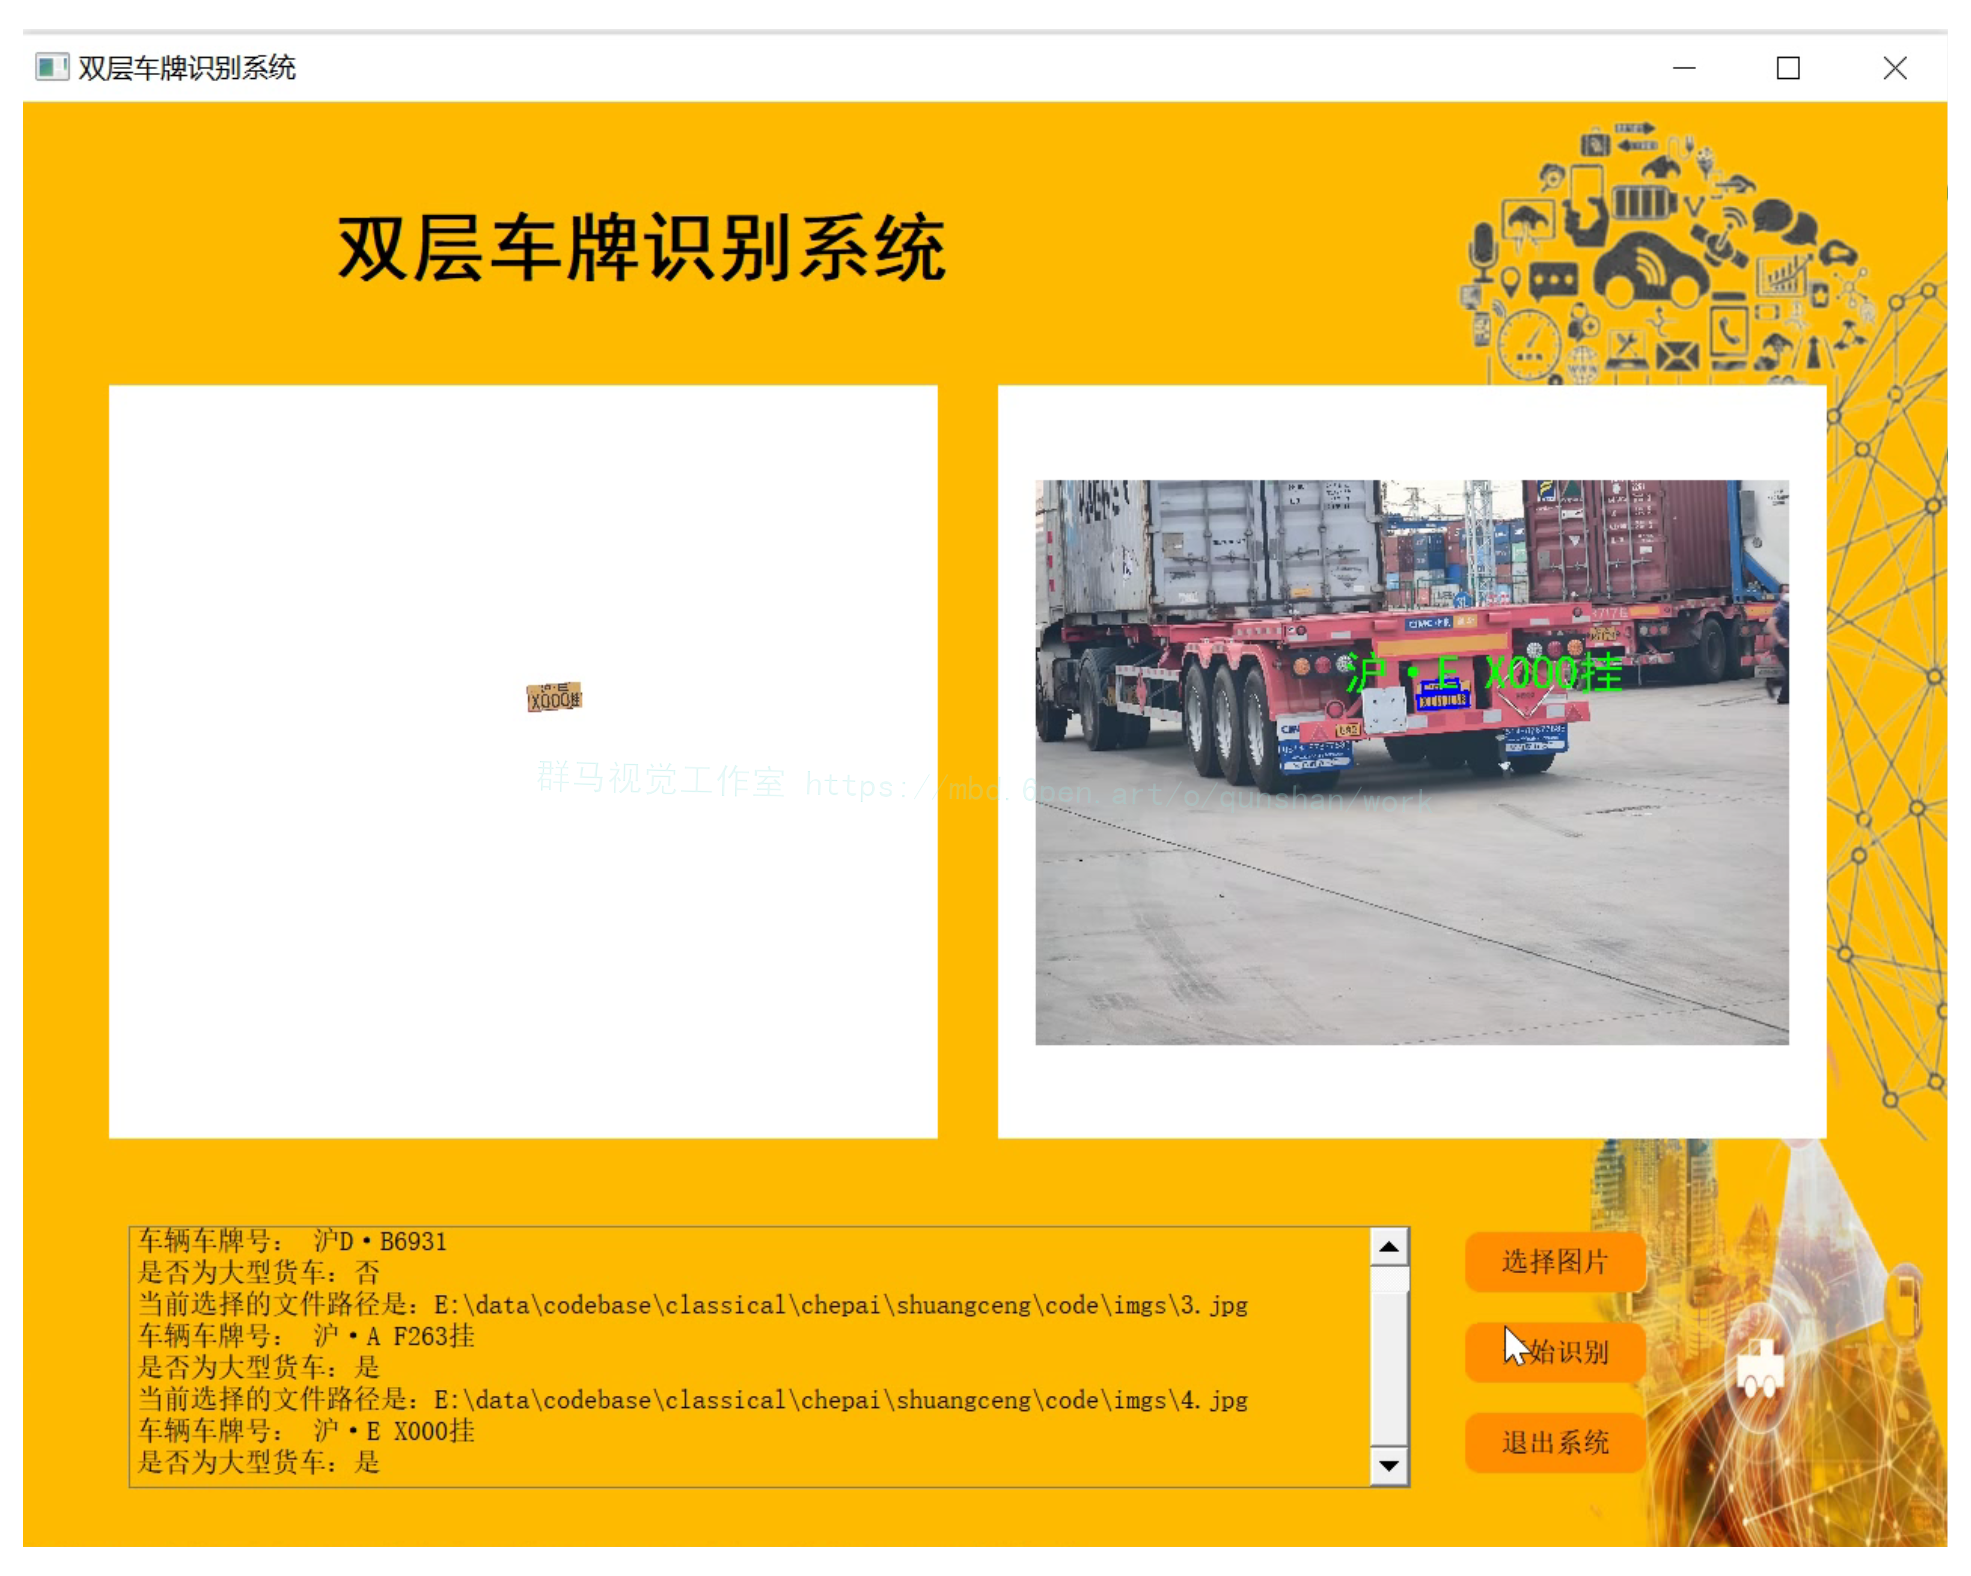 双层车牌识别系统
双层车牌识别系统
沪·E
X000挂
沪·E X000挂
CIMC中集
群马视觉工作室 https://mbd.6pen.art/o/qunshan/work
车辆车牌号: 沪D·B6931
是否为大型货车: 否
当前选择的文件路径是: E:\data\codebase\classical\chepai\shuangceng\code\imgs\3.jpg
车辆车牌号: 沪·A F263挂
是否为大型货车: 是
当前选择的文件路径是: E:\data\codebase\classical\chepai\shuangceng\code\imgs\4.jpg
车辆车牌号: 沪·E X000挂
是否为大型货车: 是
选择图片
始识别
退出系统